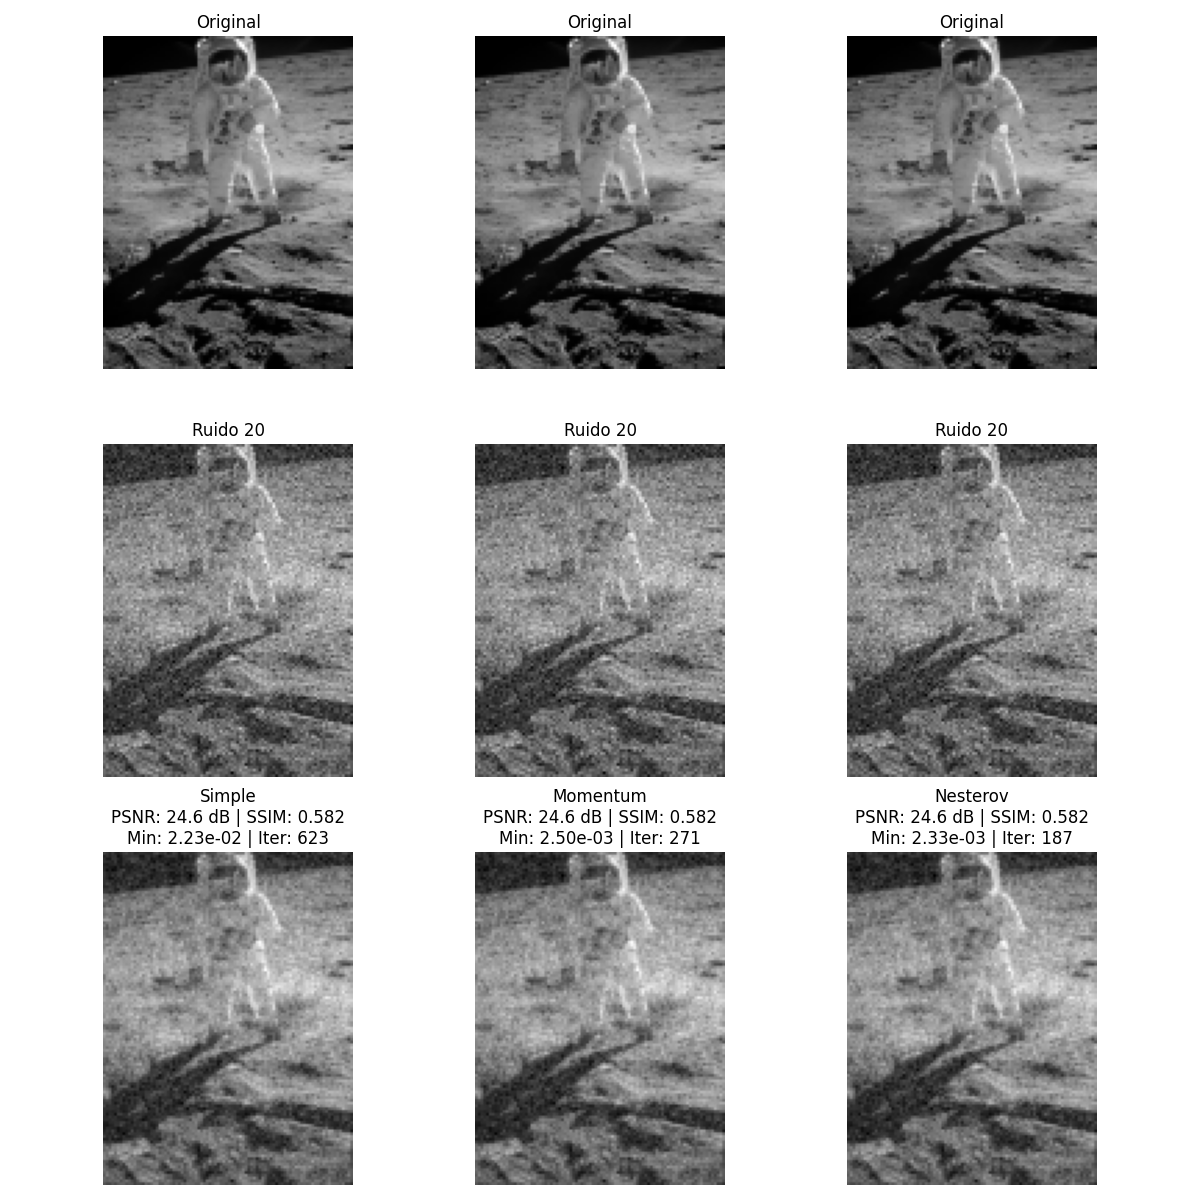 Original
Original
Original
Ruido 20
Ruido 20
Ruido 20
Simple
PSNR: 24.6 dB | SSIM: 0.582
Min: 2.23e-02 | Iter: 623
Momentum
PSNR: 24.6 dB | SSIM: 0.582
Min: 2.50e-03 | Iter: 271
Nesterov
PSNR: 24.6 dB | SSIM: 0.582
Min: 2.33e-03 | Iter: 187